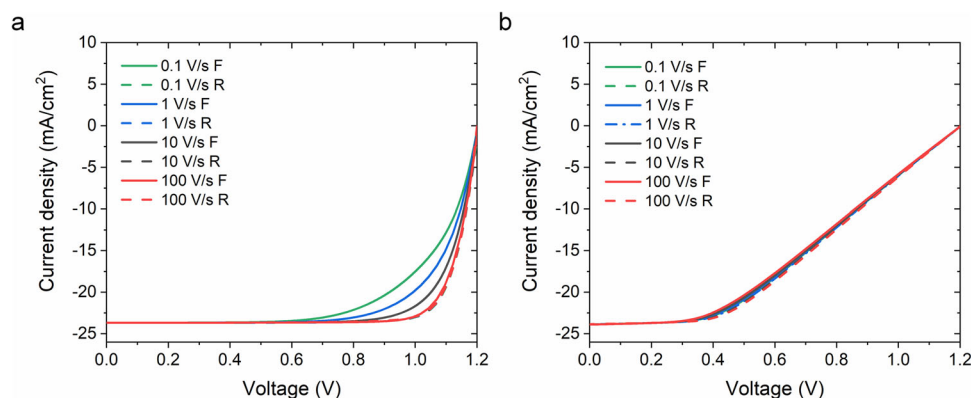 a
10
5
0
-5
-10
-15
-20
-25
Current density (mA/cm²)
0.1 V/s F
0.1 V/s R
1 V/s F
1 V/s R
10 V/s F
10 V/s R
100 V/s F
100 V/s R
0.0 0.2 0.4 0.6 0.8 1.0 1.2
Voltage (V)
b
10
5
0
-5
-10
-15
-20
-25
Current density (mA/cm²)
0.1 V/s F
0.1 V/s R
1 V/s F
1 V/s R
10 V/s F
10 V/s R
100 V/s F
100 V/s R
0.0 0.2 0.4 0.6 0.8 1.0 1.2
Voltage (V)